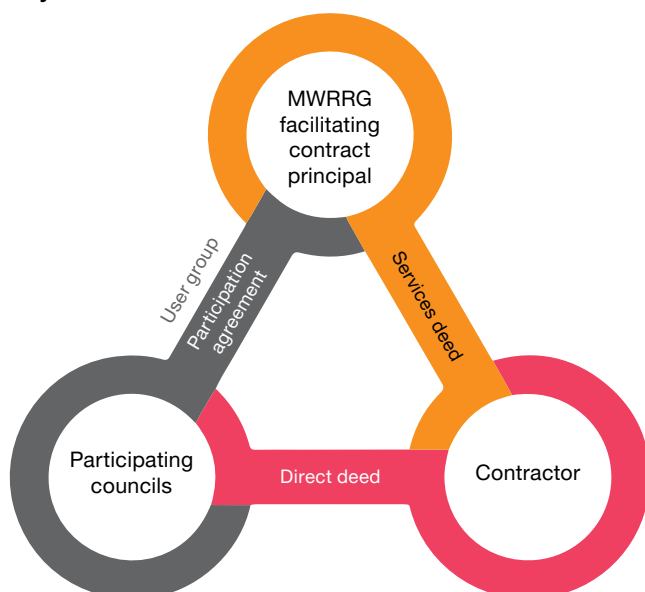 MWRRG
facilitating
contract
principal
User group
Participation
agreement
Services deed
Participating
councils
Direct deed
Contractor